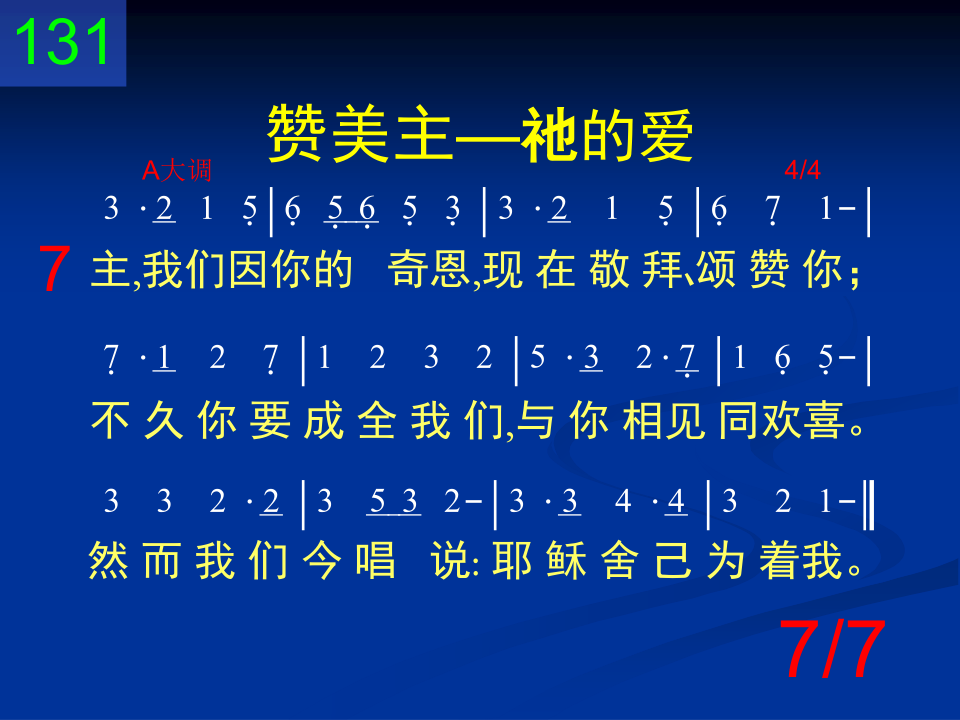 131
赞美主—祂的爱
A大调 4/4
3 · 2 1 5̣ | 6̣ 5̣ 6̣ 5̣ 3̣ | 3 · 2 1 5̣ | 6̣ 7̣ 1 - |
7 主,我们因你的 奇恩,现 在 敬 拜、颂 赞 你；
7̣ · 1 2 7̣ | 1 2 3 2 | 5 · 3 2 · 7̣ | 1 6̣ 5̣ - |
不 久 你 要 成 全 我 们,与 你 相见 同欢喜。
3 3 2 · 2 | 3 5 3 2 - | 3 · 3 4 · 4 | 3 2 1 - ‖
然 而 我 们 今 唱 说: 耶 稣 舍 己 为 着我。
7/7